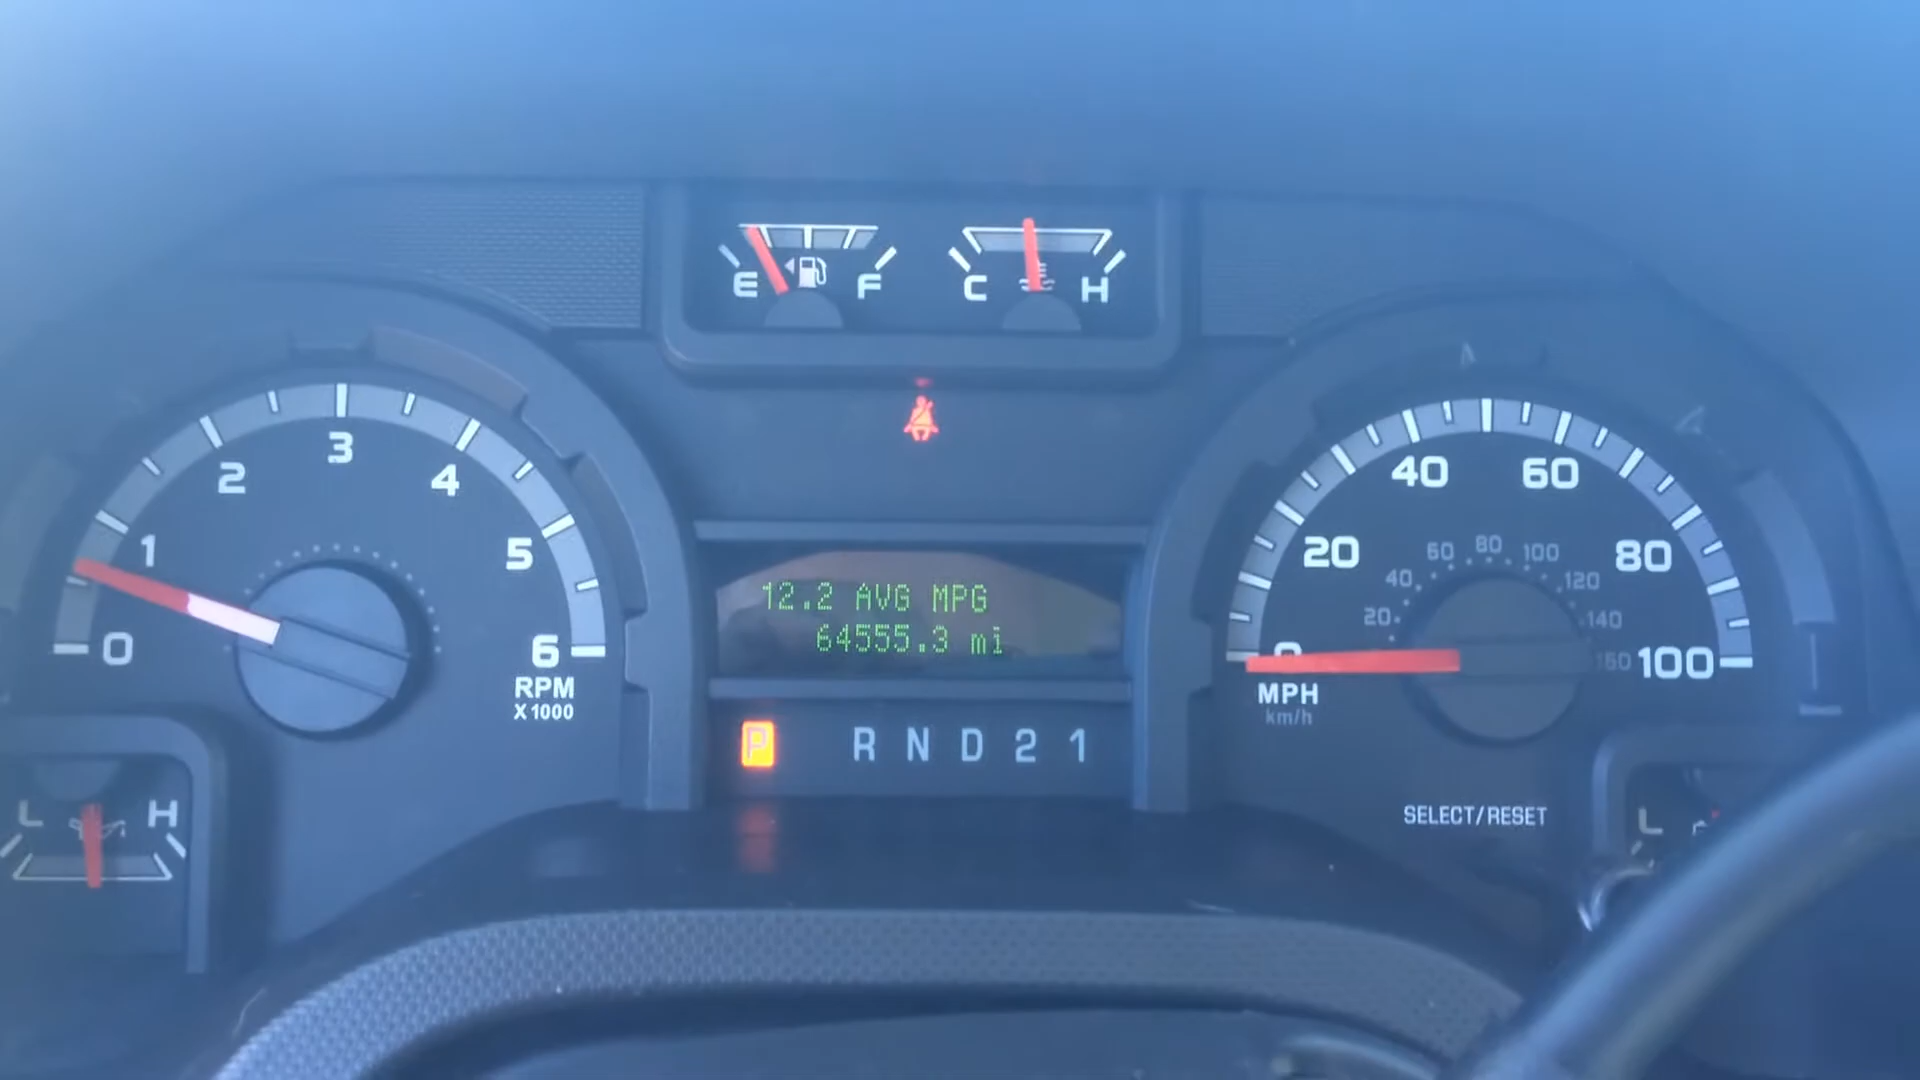 E F
C H
0 1 2 3 4 5 6
RPM
X 1000
12.2 AVG MPG
64555.3 mi
P R N D 2 1
20 40 60 80 100
20 40 60 80 100 120 140 160
MPH
km/h
SELECT/RESET
L H
L